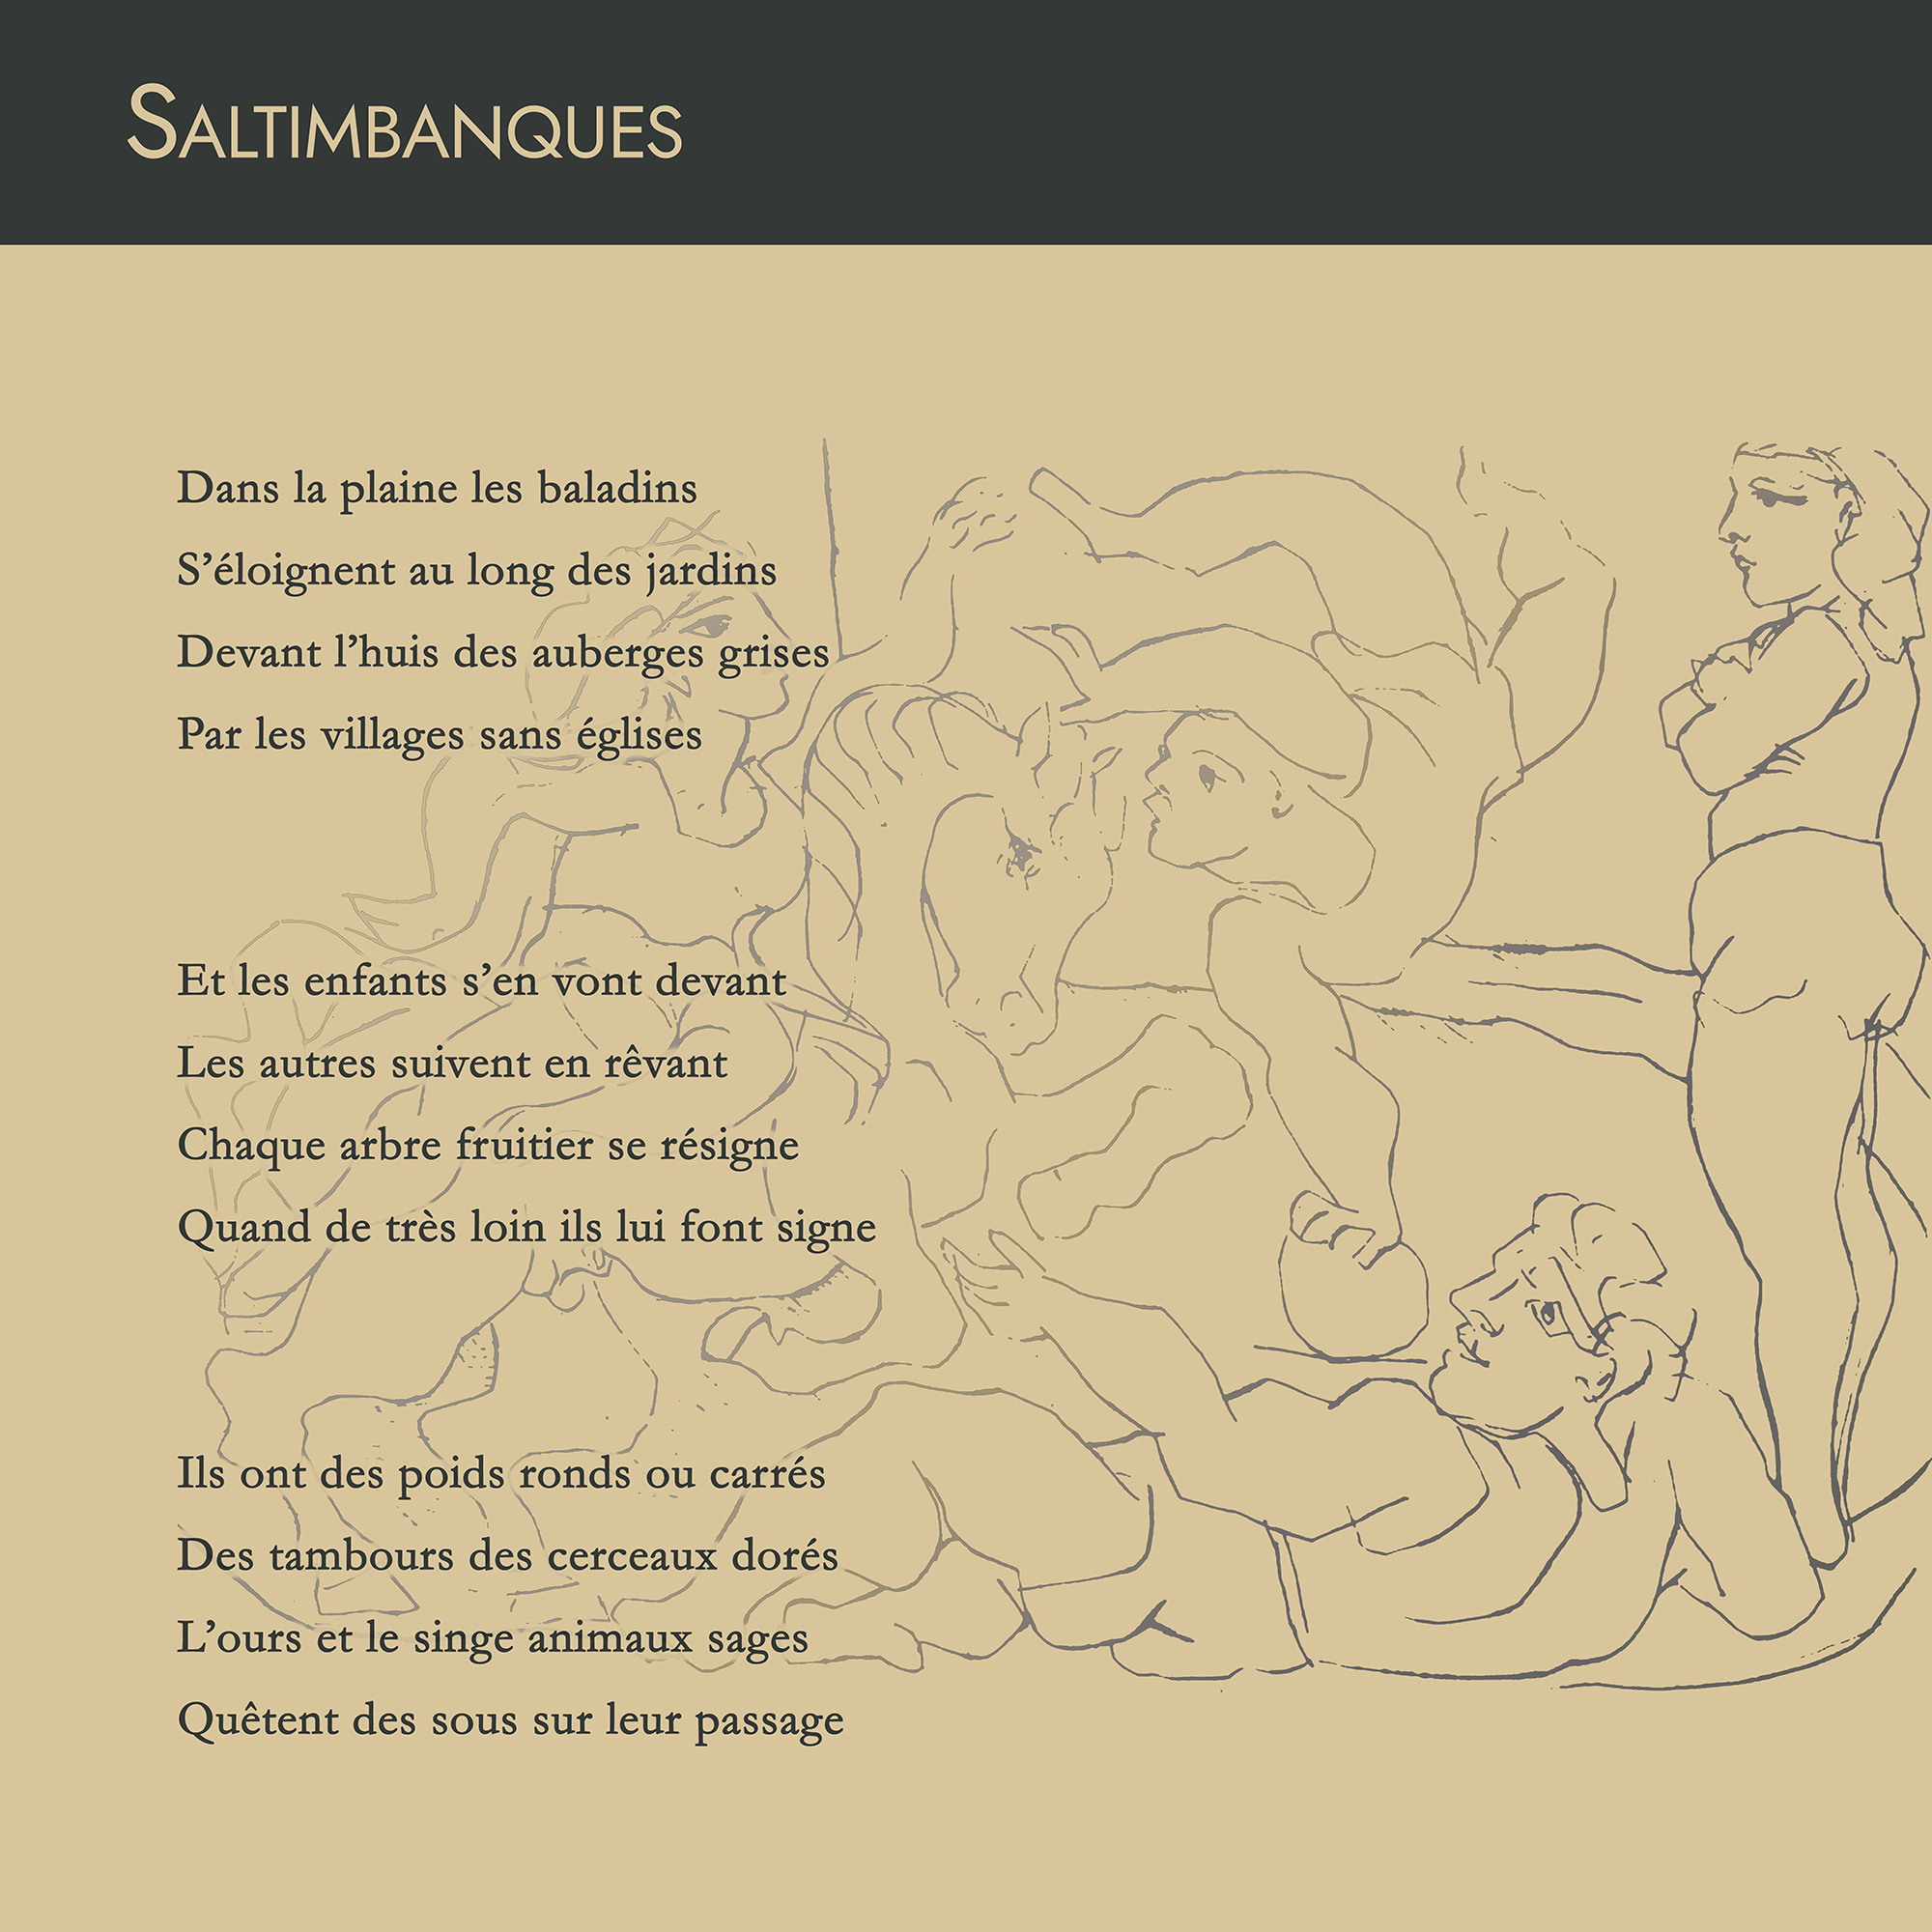 SALTIMBANQUES
Dans la plaine les baladins
S’éloignent au long des jardins
Devant l’huis des auberges grises
Par les villages sans églises
Et les enfants s’en vont devant
Les autres suivent en rêvant
Chaque arbre fruitier se résigne
Quand de très loin ils lui font signe
Ils ont des poids ronds ou carrés
Des tambours des cerceaux dorés
L’ours et le singe animaux sages
Quêtent des sous sur leur passage